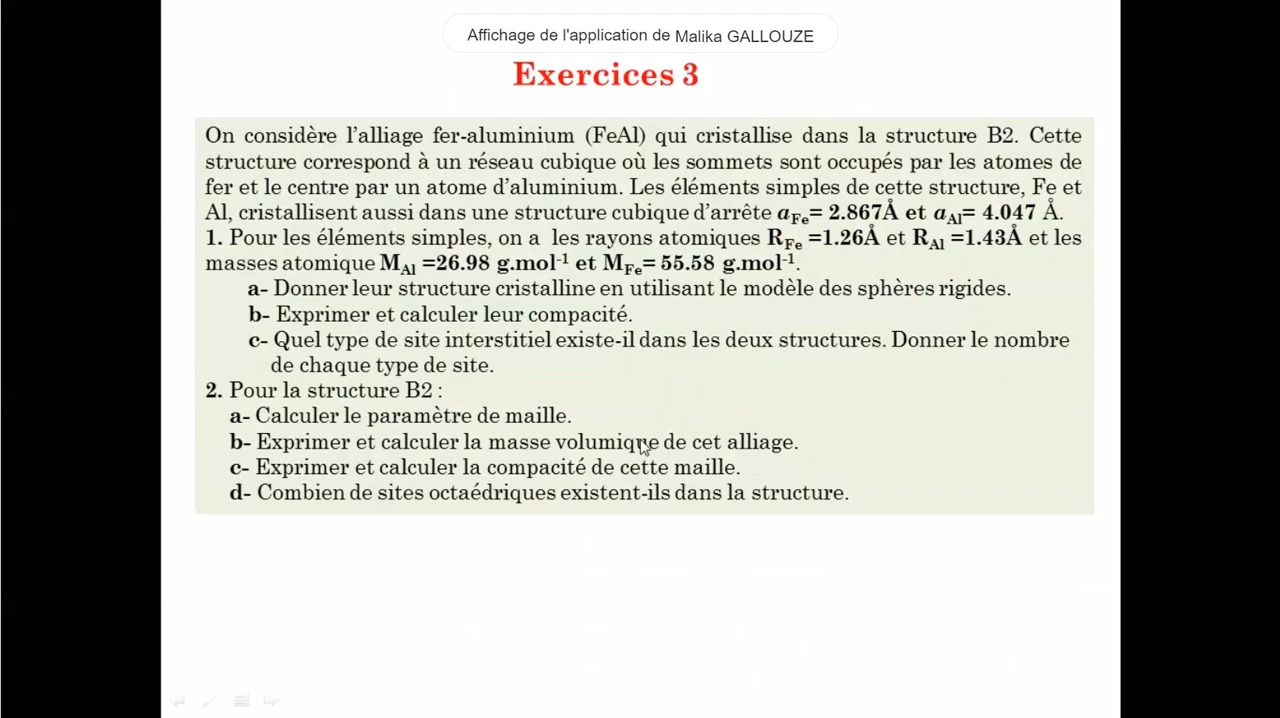 Affichage de l'application de Malika GALLOUZE
Exercices 3
On considère l'alliage fer-aluminium (FeAl) qui cristallise dans la structure B2. Cette
structure correspond à un réseau cubique où les sommets sont occupés par les atomes de
fer et le centre par un atome d'aluminium. Les éléments simples de cette structure, Fe et
Al, cristallisent aussi dans une structure cubique d'arrête aFe= 2.867Å et aAl= 4.047 Å.
1. Pour les éléments simples, on a les rayons atomiques RFe =1.26Å et RAl =1.43Å et les
masses atomique MAl =26.98 g.mol-1 et MFe= 55.58 g.mol-1.
a- Donner leur structure cristalline en utilisant le modèle des sphères rigides.
b- Exprimer et calculer leur compacité.
c- Quel type de site interstitiel existe-il dans les deux structures. Donner le nombre
de chaque type de site.
2. Pour la structure B2 :
a- Calculer le paramètre de maille.
b- Exprimer et calculer la masse volumique de cet alliage.
c- Exprimer et calculer la compacité de cette maille.
d- Combien de sites octaédriques existent-ils dans la structure.